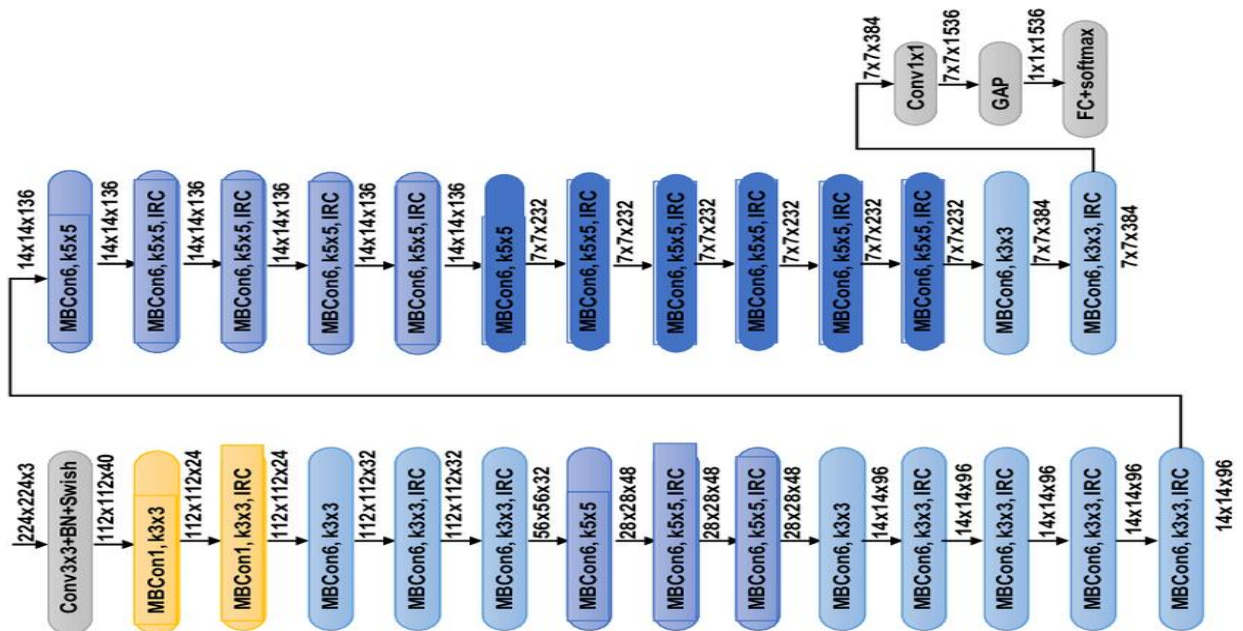 224x224x3
Conv3x3+BN+Swish
112x112x40
MBCon1, k3x3
112x112x24
MBCon1, k3x3, IRC
112x112x24
MBCon6, k3x3
112x112x32
MBCon6, k3x3, IRC
112x112x32
MBCon6, k3x3, IRC
56x56x32
MBCon6, k5x5
28x28x48
MBCon6, k5x5, IRC
28x28x48
MBCon6, k5x5, IRC
28x28x48
MBCon6, k3x3
14x14x96
MBCon6, k3x3, IRC
14x14x96
MBCon6, k3x3, IRC
14x14x96
MBCon6, k3x3, IRC
14x14x96
MBCon6, k3x3, IRC
14x14x96
14x14x136
MBCon6, k5x5
14x14x136
MBCon6, k5x5, IRC
14x14x136
MBCon6, k5x5, IRC
14x14x136
MBCon6, k5x5, IRC
14x14x136
MBCon6, k5x5, IRC
14x14x136
MBCon6, k5x5
7x7x232
MBCon6, k5x5, IRC
7x7x232
MBCon6, k5x5, IRC
7x7x232
MBCon6, k5x5, IRC
7x7x232
MBCon6, k5x5, IRC
7x7x232
MBCon6, k5x5, IRC
7x7x232
MBCon6, k3x3
7x7x384
MBCon6, k3x3, IRC
7x7x384
7x7x384
Conv1x1
7x7x1536
GAP
1x1x1536
FC+softmax